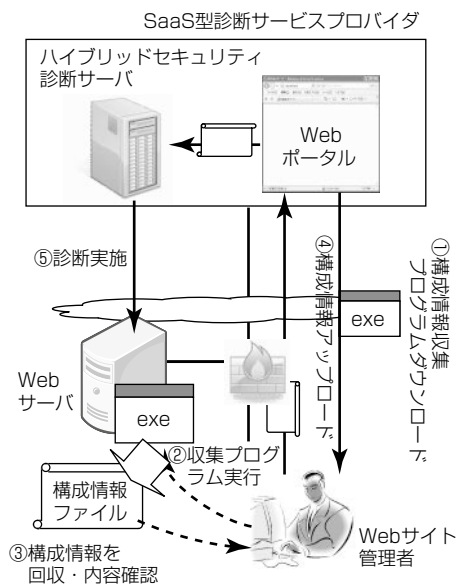 SaaS型診断サービスプロバイダ
ハイブリッドセキュリティ
診断サーバ
Web
ポータル
⑤診断実施
④構成情報アップロード
①構成情報収集
プログラムダウンロード
exe
Web
サーバ
exe
②収集プログ
ラム実行
構成情報
ファイル
③構成情報を
回収・内容確認
Webサイト
管理者